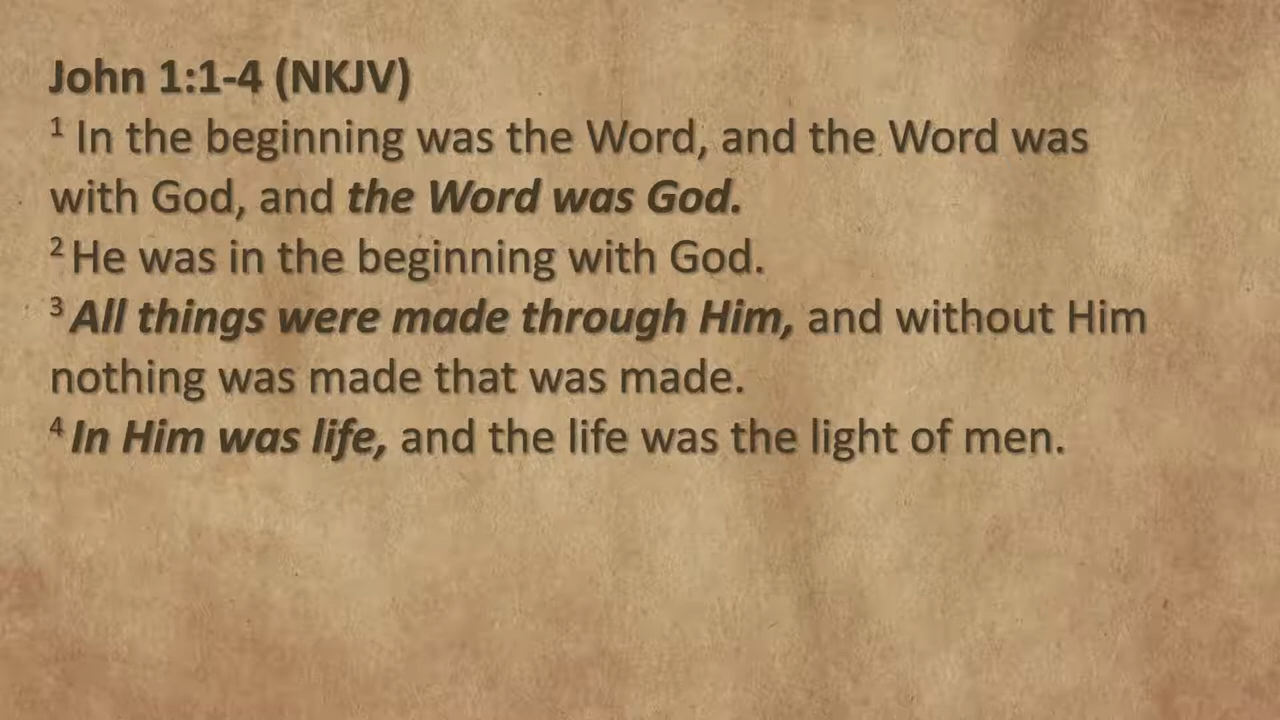 John 1:1-4 (NKJV)
1 In the beginning was the Word, and the Word was
with God, and the Word was God.
2 He was in the beginning with God.
3 All things were made through Him, and without Him
nothing was made that was made.
4 In Him was life, and the life was the light of men.